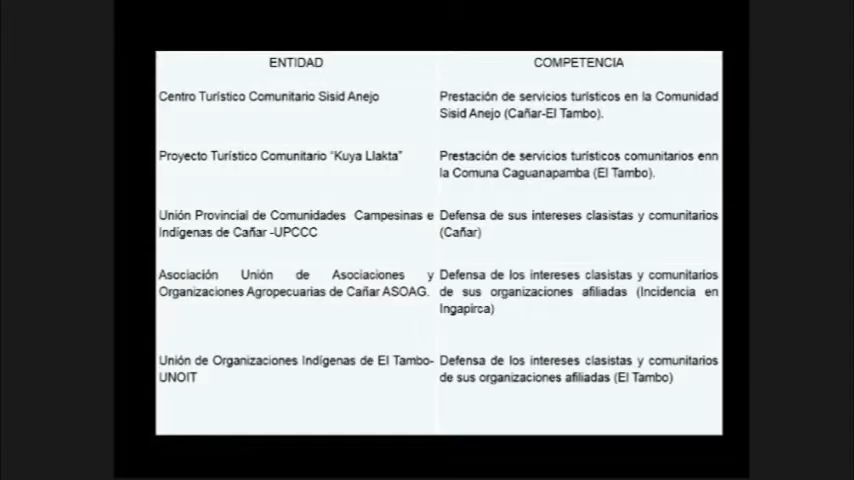 ENTIDAD COMPETENCIA
Centro Turístico Comunitario Sisid Anejo
Prestación de servicios turísticos en la Comunidad
Sisid Anejo (Cañar-El Tambo).
Proyecto Turístico Comunitario “Kuya Llakta”
Prestación de servicios turísticos comunitarios enn
la Comuna Caguanapamba (El Tambo).
Unión Provincial de Comunidades Campesinas e
Indígenas de Cañar -UPCCC
Defensa de sus intereses clasistas y comunitarios
(Cañar)
Asociación Unión de Asociaciones y
Organizaciones Agropecuarias de Cañar ASOAG.
Defensa de los intereses clasistas y comunitarios
de sus organizaciones afiliadas (Incidencia en
Ingapirca)
Unión de Organizaciones Indígenas de El Tambo-
UNOIT
Defensa de los intereses clasistas y comunitarios
de sus organizaciones afiliadas (El Tambo)